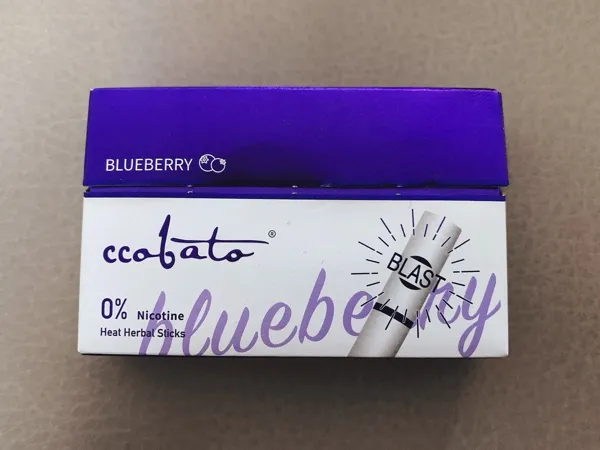 BLUEBERRY
ccobato®
BLAST
0% Nicotine
Heat Herbal Sticks
blueberry